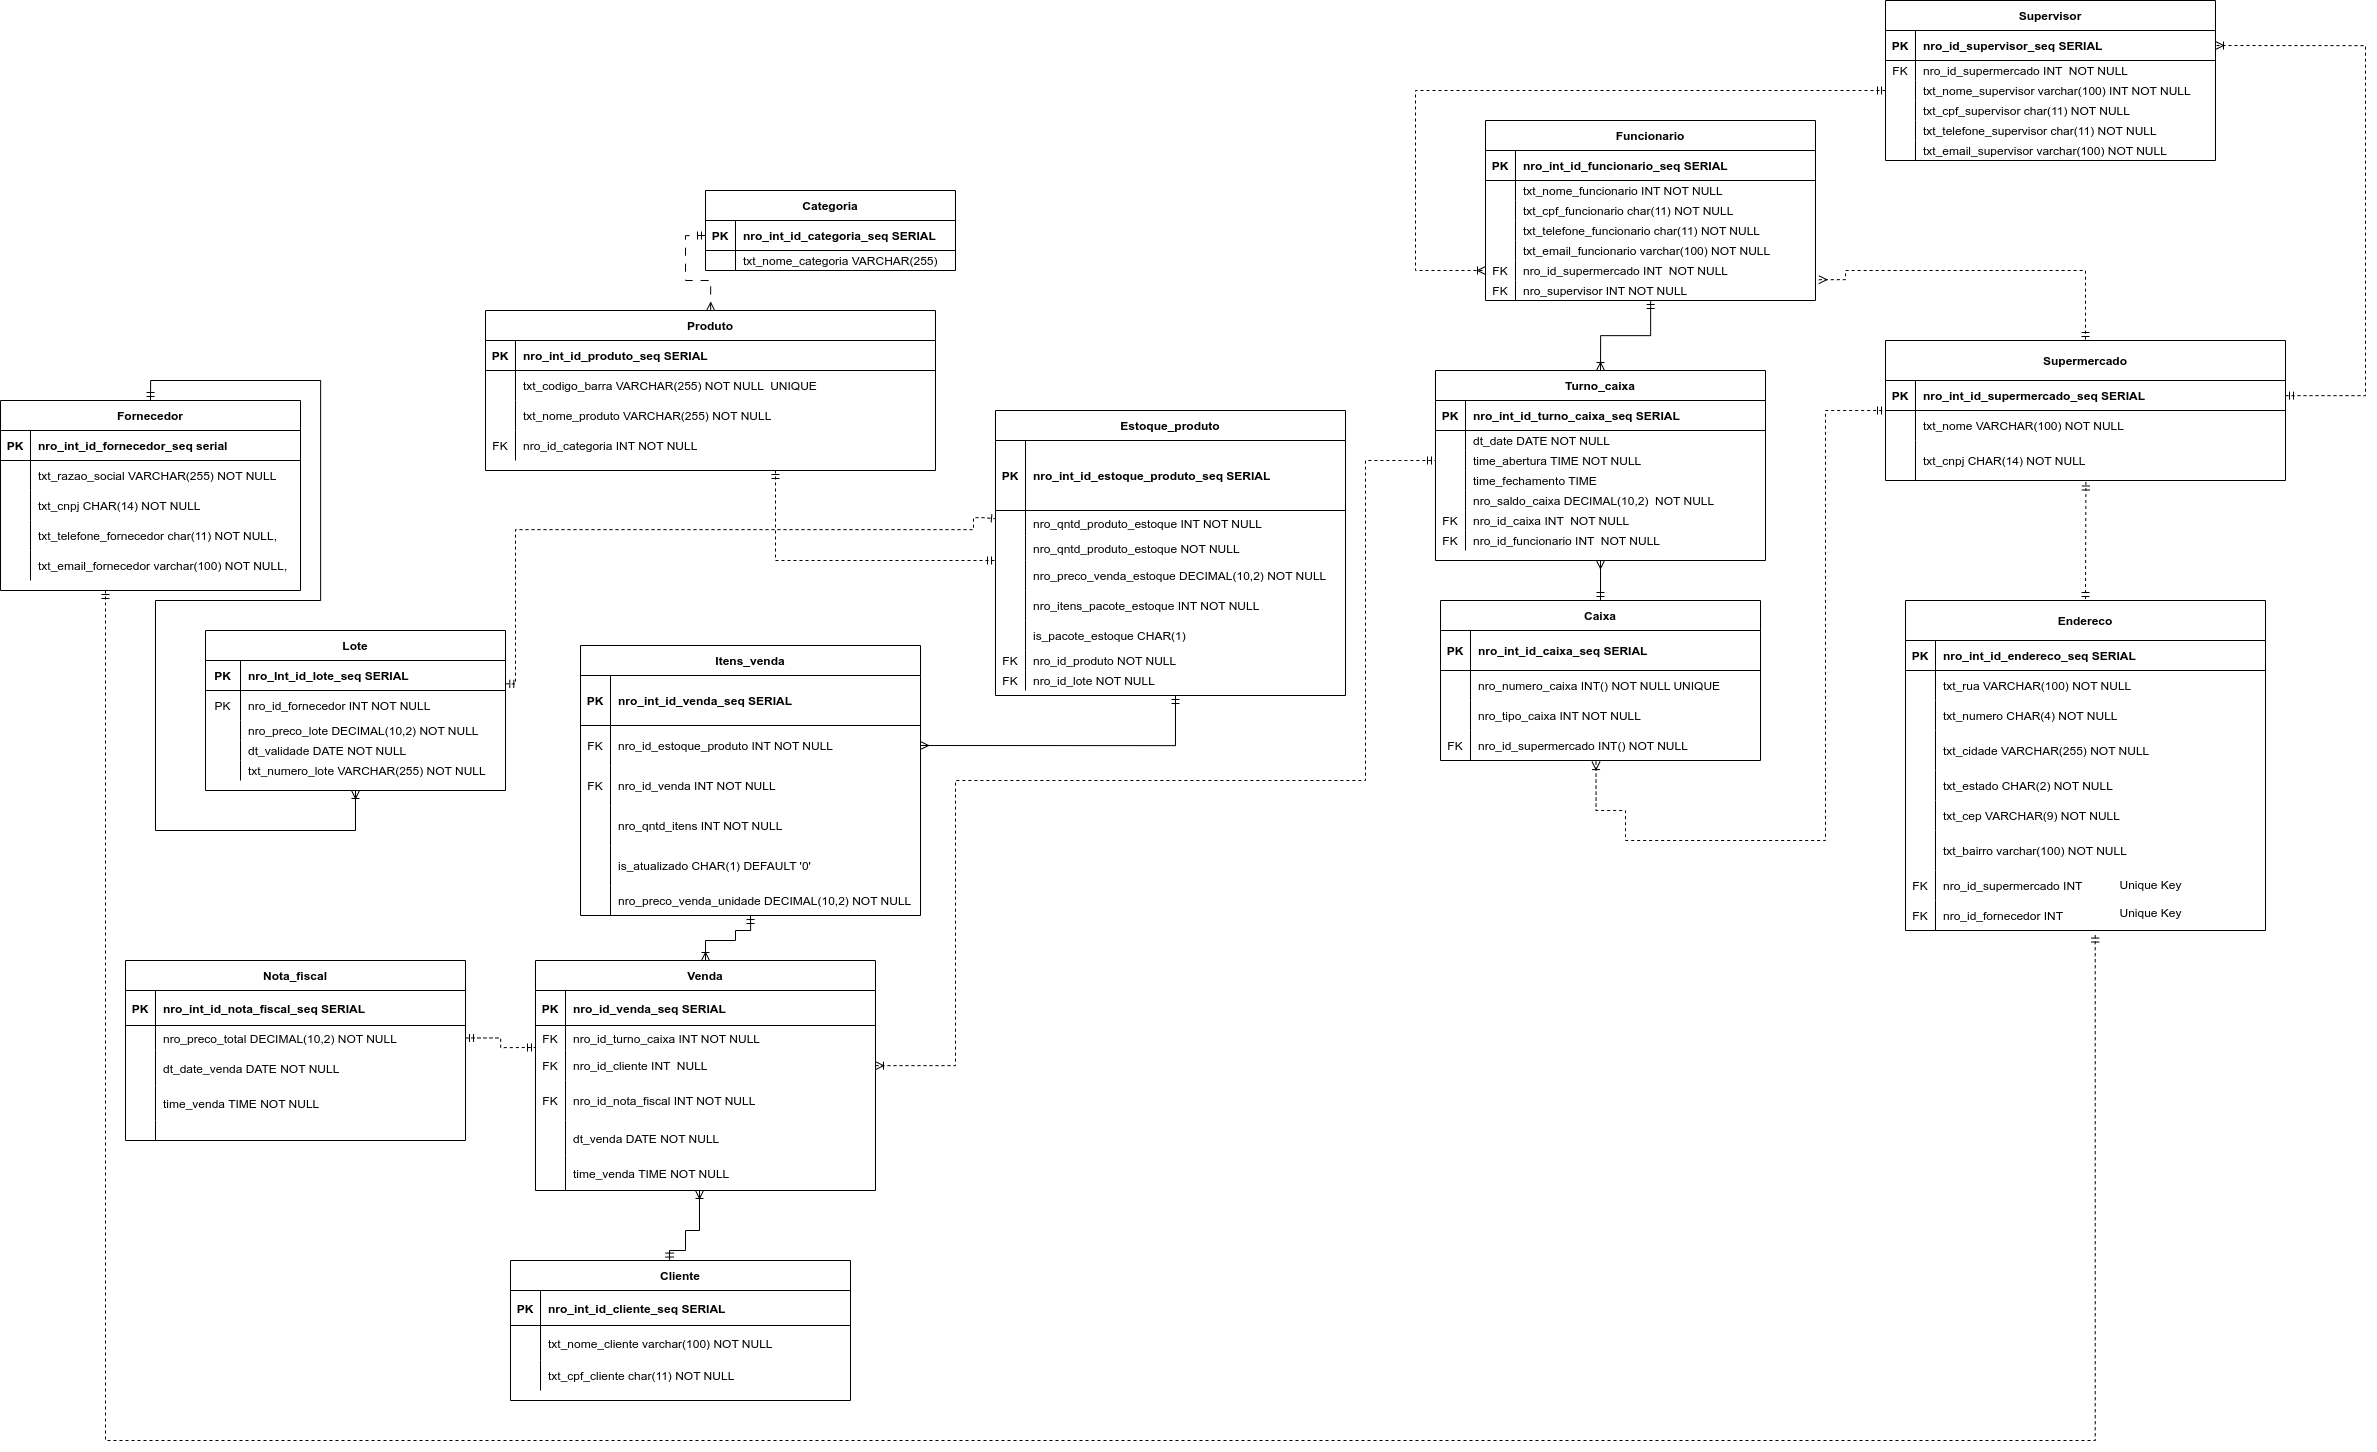 Supervisor
PK nro_id_supervisor_seq SERIAL
FK nro_id_supermercado INT  NOT NULL
txt_nome_supervisor varchar(100) INT NOT NULL
txt_cpf_supervisor char(11) NOT NULL
txt_telefone_supervisor char(11) NOT NULL
txt_email_supervisor varchar(100) NOT NULL
Funcionario
PK nro_int_id_funcionario_seq SERIAL
txt_nome_funcionario INT NOT NULL
txt_cpf_funcionario char(11) NOT NULL
txt_telefone_funcionario char(11) NOT NULL
txt_email_funcionario varchar(100) NOT NULL
FK nro_id_supermercado INT  NOT NULL
FK nro_supervisor INT NOT NULL
Categoria
PK nro_int_id_categoria_seq SERIAL
txt_nome_categoria VARCHAR(255)
Produto
PK nro_int_id_produto_seq SERIAL
txt_codigo_barra VARCHAR(255) NOT NULL  UNIQUE
txt_nome_produto VARCHAR(255) NOT NULL
FK nro_id_categoria INT NOT NULL
Fornecedor
PK nro_int_id_fornecedor_seq serial
txt_razao_social VARCHAR(255) NOT NULL
txt_cnpj CHAR(14) NOT NULL
txt_telefone_fornecedor char(11) NOT NULL,
txt_email_fornecedor varchar(100) NOT NULL,
Estoque_produto
PK nro_int_id_estoque_produto_seq SERIAL
nro_qntd_produto_estoque INT NOT NULL
nro_qntd_produto_estoque NOT NULL
nro_preco_venda_estoque DECIMAL(10,2) NOT NULL
nro_itens_pacote_estoque INT NOT NULL
is_pacote_estoque CHAR(1)
FK nro_id_produto NOT NULL
FK nro_id_lote NOT NULL
Turno_caixa
PK nro_int_id_turno_caixa_seq SERIAL
dt_date DATE NOT NULL
time_abertura TIME NOT NULL
time_fechamento TIME
nro_saldo_caixa DECIMAL(10,2)  NOT NULL
FK nro_id_caixa INT  NOT NULL
FK nro_id_funcionario INT  NOT NULL
Supermercado
PK nro_int_id_supermercado_seq SERIAL
txt_nome VARCHAR(100) NOT NULL
txt_cnpj CHAR(14) NOT NULL
Lote
PK nro_Int_id_lote_seq SERIAL
PK nro_id_fornecedor INT NOT NULL
nro_preco_lote DECIMAL(10,2) NOT NULL
dt_validade DATE NOT NULL
txt_numero_lote VARCHAR(255) NOT NULL
Itens_venda
PK nro_int_id_venda_seq SERIAL
FK nro_id_estoque_produto INT NOT NULL
FK nro_id_venda INT NOT NULL
nro_qntd_itens INT NOT NULL
is_atualizado CHAR(1) DEFAULT '0'
nro_preco_venda_unidade DECIMAL(10,2) NOT NULL
Caixa
PK nro_int_id_caixa_seq SERIAL
nro_numero_caixa INT() NOT NULL UNIQUE
nro_tipo_caixa INT NOT NULL
FK nro_id_supermercado INT() NOT NULL
Endereco
PK nro_int_id_endereco_seq SERIAL
txt_rua VARCHAR(100) NOT NULL
txt_numero CHAR(4) NOT NULL
txt_cidade VARCHAR(255) NOT NULL
txt_estado CHAR(2) NOT NULL
txt_cep VARCHAR(9) NOT NULL
txt_bairro varchar(100) NOT NULL
FK nro_id_supermercado INT Unique Key
FK nro_id_fornecedor INT Unique Key
Nota_fiscal
PK nro_int_id_nota_fiscal_seq SERIAL
nro_preco_total DECIMAL(10,2) NOT NULL
dt_date_venda DATE NOT NULL
time_venda TIME NOT NULL
Venda
PK nro_id_venda_seq SERIAL
FK nro_id_turno_caixa INT NOT NULL
FK nro_id_cliente INT  NULL
FK nro_id_nota_fiscal INT NOT NULL
dt_venda DATE NOT NULL
time_venda TIME NOT NULL
Cliente
PK nro_int_id_cliente_seq SERIAL
txt_nome_cliente varchar(100) NOT NULL
txt_cpf_cliente char(11) NOT NULL